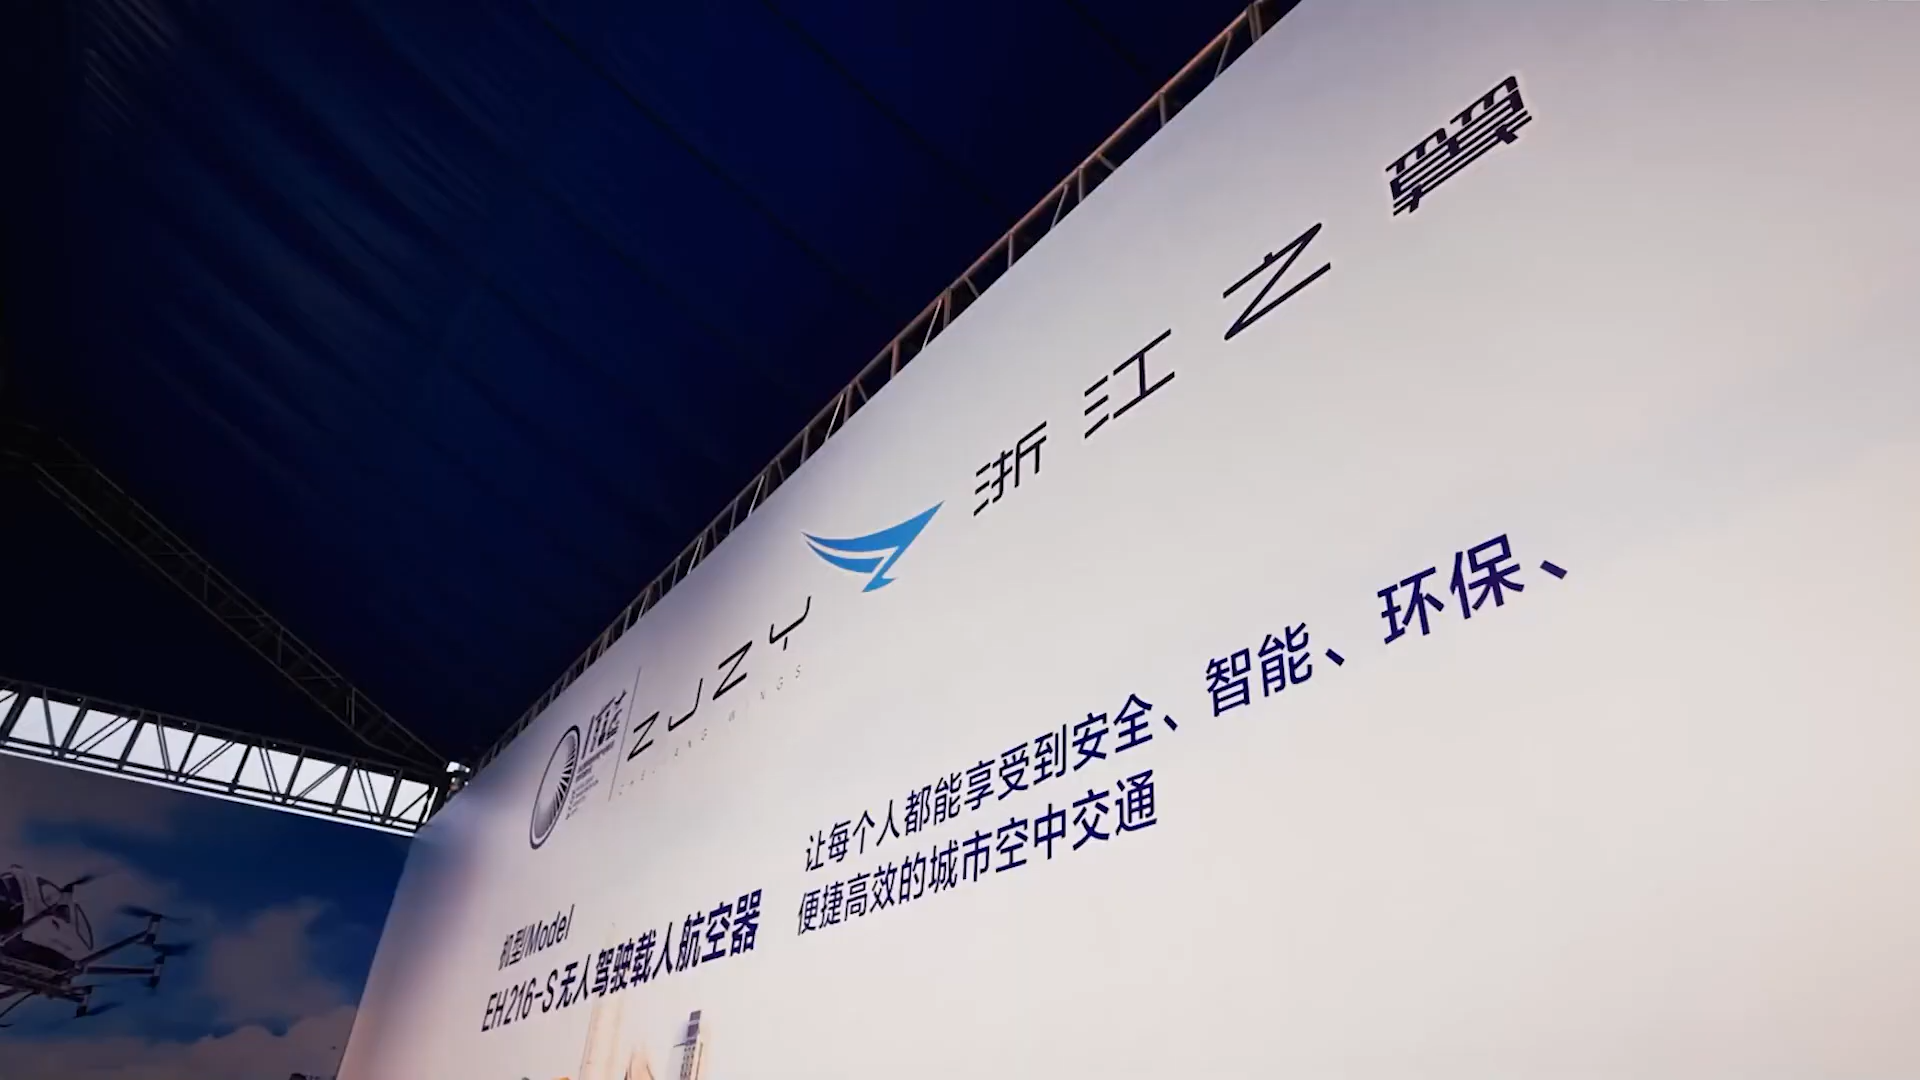 浙江之翼
ZJZY
ZHEJIANG WINGS
让每个人都能享受到安全、智能、环保、
便捷高效的城市空中交通
机型/Model
EH216-S无人驾驶载人航空器